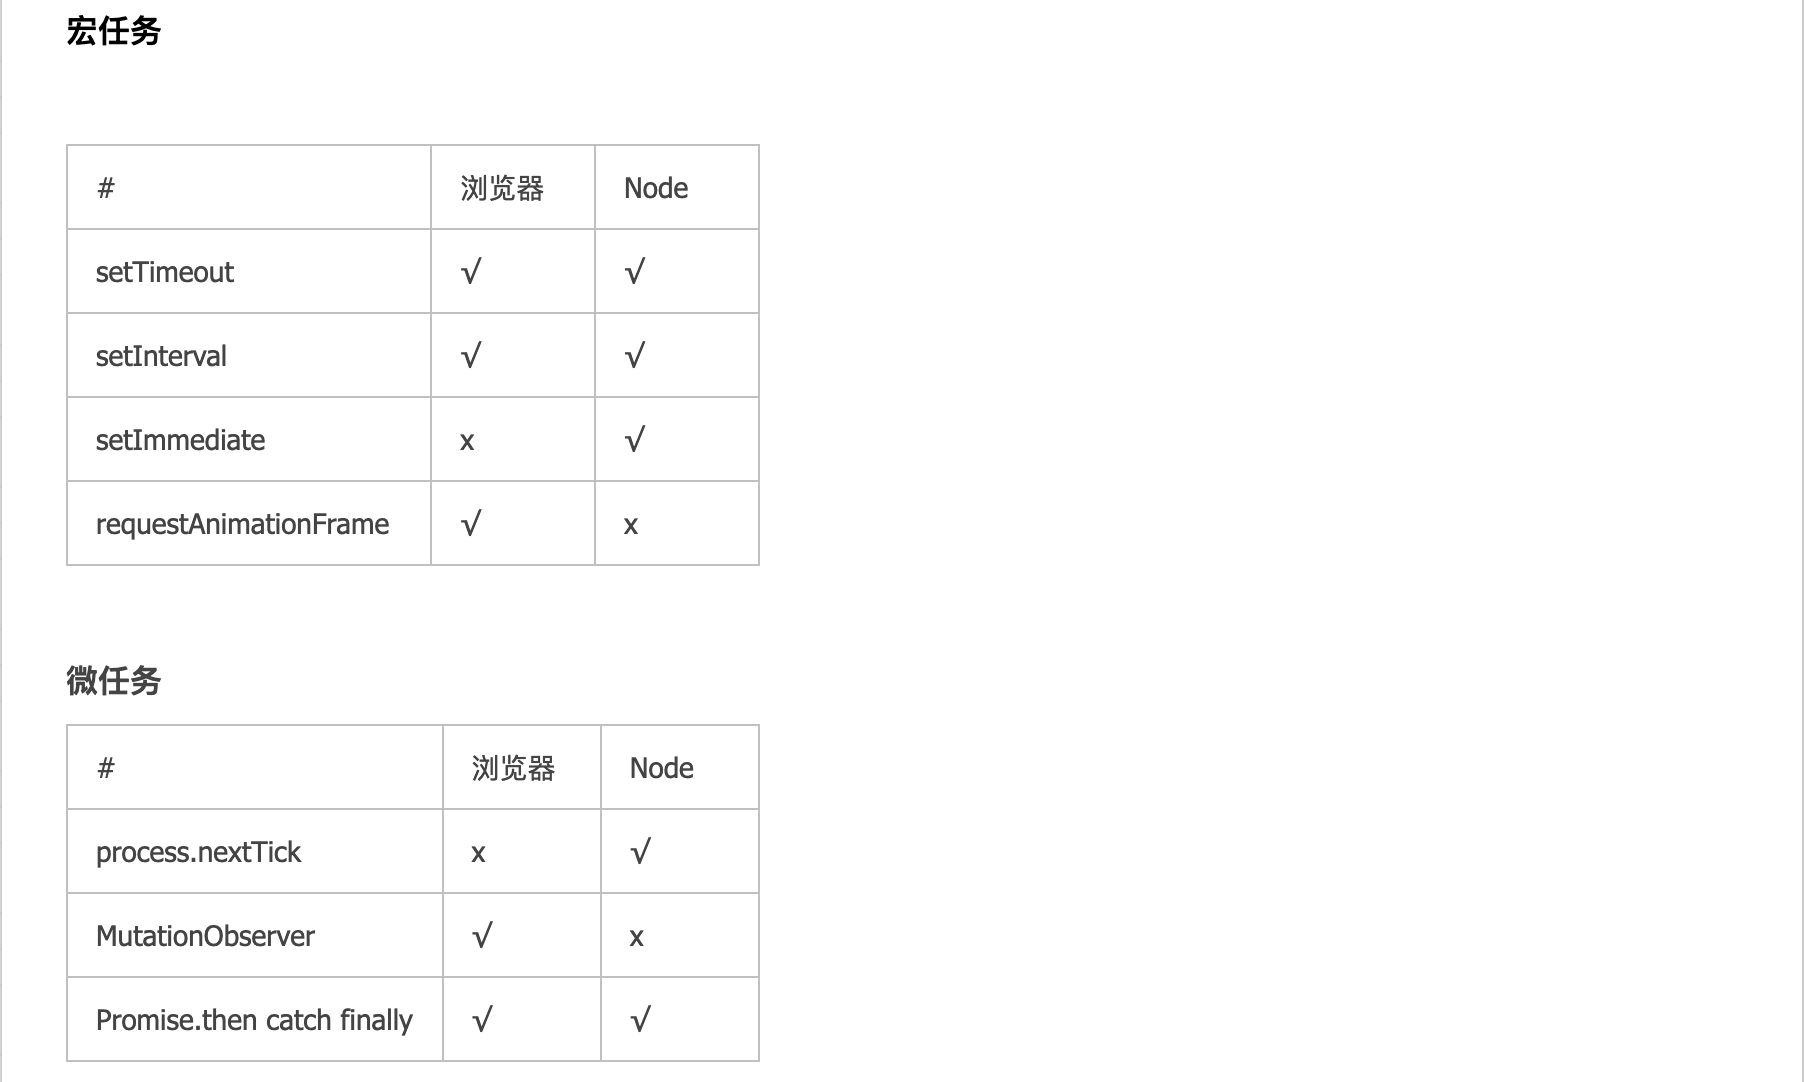 宏任务
# 浏览器 Node
setTimeout √ √
setInterval √ √
setImmediate x √
requestAnimationFrame √ x
微任务
# 浏览器 Node
process.nextTick x √
MutationObserver √ x
Promise.then catch finally √ √